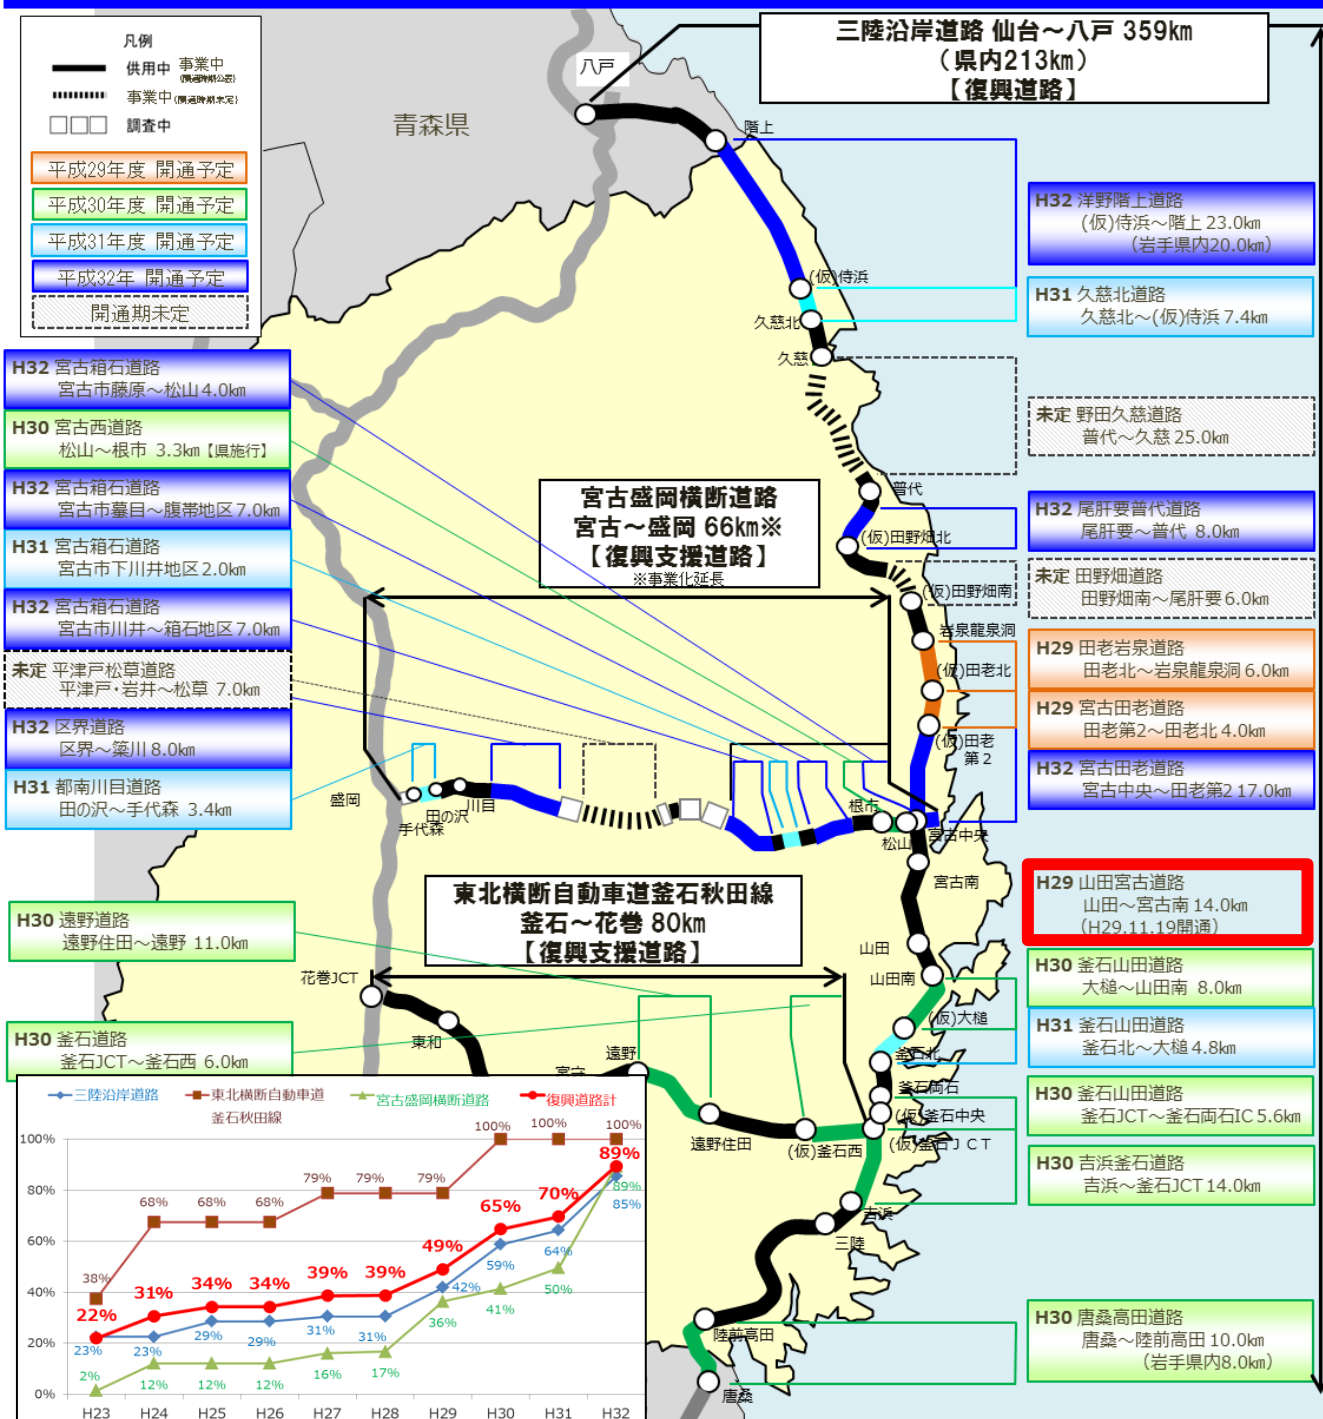 三陸沿岸道路 仙台～八戸 359km
（県内213km）
【復興道路】
凡例
供用中
事業中
(開通時期公表)
事業中(開通時期未定)
調査中
平成29年度 開通予定
平成30年度 開通予定
平成31年度 開通予定
平成32年 開通予定
開通期未定
青森県
八戸
階上
(仮)侍浜
久慈北
久慈
普代
(仮)田野畑北
(仮)田野畑南
岩泉龍泉洞
(仮)田老北
(仮)田老
第２
宮古中央
宮古南
山田
山田南
(仮)大槌
釜石北
釜石両石
(仮)釜石中央
(仮)釜石ＪＣＴ
吉浜
三陸
陸前高田
唐桑
H32 洋野階上道路
(仮)侍浜～階上 23.0km
（岩手県内20.0km）
H31 久慈北道路
久慈北～(仮)侍浜 7.4km
未定 野田久慈道路
普代～久慈 25.0km
H32 尾肝要普代道路
尾肝要～普代 8.0km
未定 田野畑道路
田野畑南～尾肝要6.0km
H29 田老岩泉道路
田老北～岩泉龍泉洞 6.0km
H29 宮古田老道路
田老第2～田老北 4.0km
H32 宮古田老道路
宮古中央～田老第2 17.0km
H29 山田宮古道路
山田～宮古南 14.0km
（H29.11.19開通）
H30 釜石山田道路
大槌～山田南 8.0km
H31 釜石山田道路
釜石北～大槌 4.8km
H30 釜石山田道路
釜石JCT～釜石両石IC 5.6km
H30 吉浜釜石道路
吉浜～釜石JCT 14.0km
H30 唐桑高田道路
唐桑～陸前高田 10.0km
（岩手県内8.0km）
H32 宮古箱石道路
宮古市藤原～松山 4.0km
H30 宮古西道路
松山～根市 3.3km【県施行】
H32 宮古箱石道路
宮古市蟇目～腹帯地区 7.0km
H31 宮古箱石道路
宮古市下川井地区 2.0km
H32 宮古箱石道路
宮古市川井～箱石地区 7.0km
未定 平津戸松草道路
平津戸・岩井～松草 7.0km
H32 区界道路
区界～簗川 8.0km
H31 都南川目道路
田の沢～手代森 3.4km
宮古盛岡横断道路
宮古～盛岡 66km※
【復興支援道路】
※事業化延長
盛岡
手代森
田の沢
川目
根市
松山
東北横断自動車道釜石秋田線
釜石～花巻 80km
【復興支援道路】
H30 遠野道路
遠野住田～遠野 11.0km
H30 釜石道路
釜石JCT～釜石西 6.0km
花巻JCT
東和
宮守
遠野
遠野住田
(仮)釜石西
三陸沿岸道路
東北横断自動車道
釜石秋田線
宮古盛岡横断道路
復興道路計
100%
80%
60%
40%
20%
0%
38% 68% 68% 68% 79% 79% 79% 100% 100% 100%
22% 31% 34% 34% 39% 39% 49% 65% 70% 89%
23% 23% 29% 29% 31% 31% 42% 59% 64% 85%
2% 12% 12% 12% 16% 17% 36% 41% 50% 89%
H23 H24 H25 H26 H27 H28 H29 H30 H31 H32